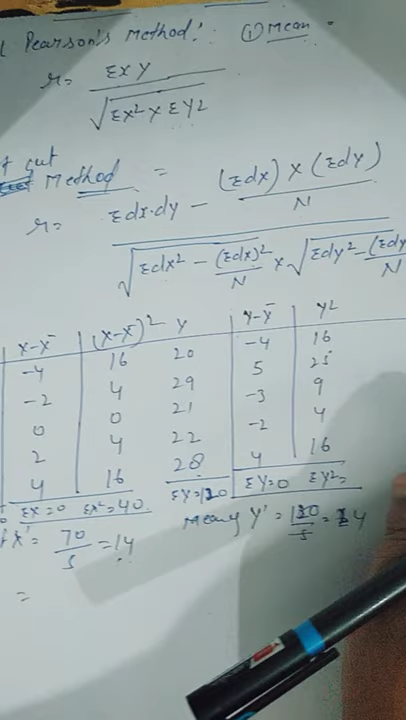 Pearson's Method: ① Mean
r = Σxy
√Σx² × Σy²
cut
Method = (Σdx) × (Σdy)
r = Σdx.dy − N
√Σdx² − (Σdx)² × √Σdy² − (Σdy
N N
x-x̄ (x-x̄)² y y-ȳ y²
-4 16 20 -4 16
-2 4 29 5 25
0 0 21 -3 9
2 4 22 -2 4
4 16 28 4 16
Σx=0 Σx²=40 Σy=120 Σy=0 Σy²=
x̄' = 70/5 = 14 Mean y y' = 120/5 = 24
=